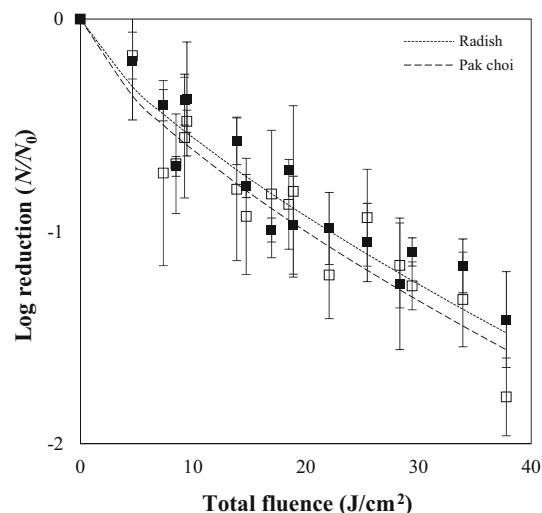 0
Radish
Pak choi
-1
-2
Log reduction (N/N₀)
0 10 20 30 40
Total fluence (J/cm²)